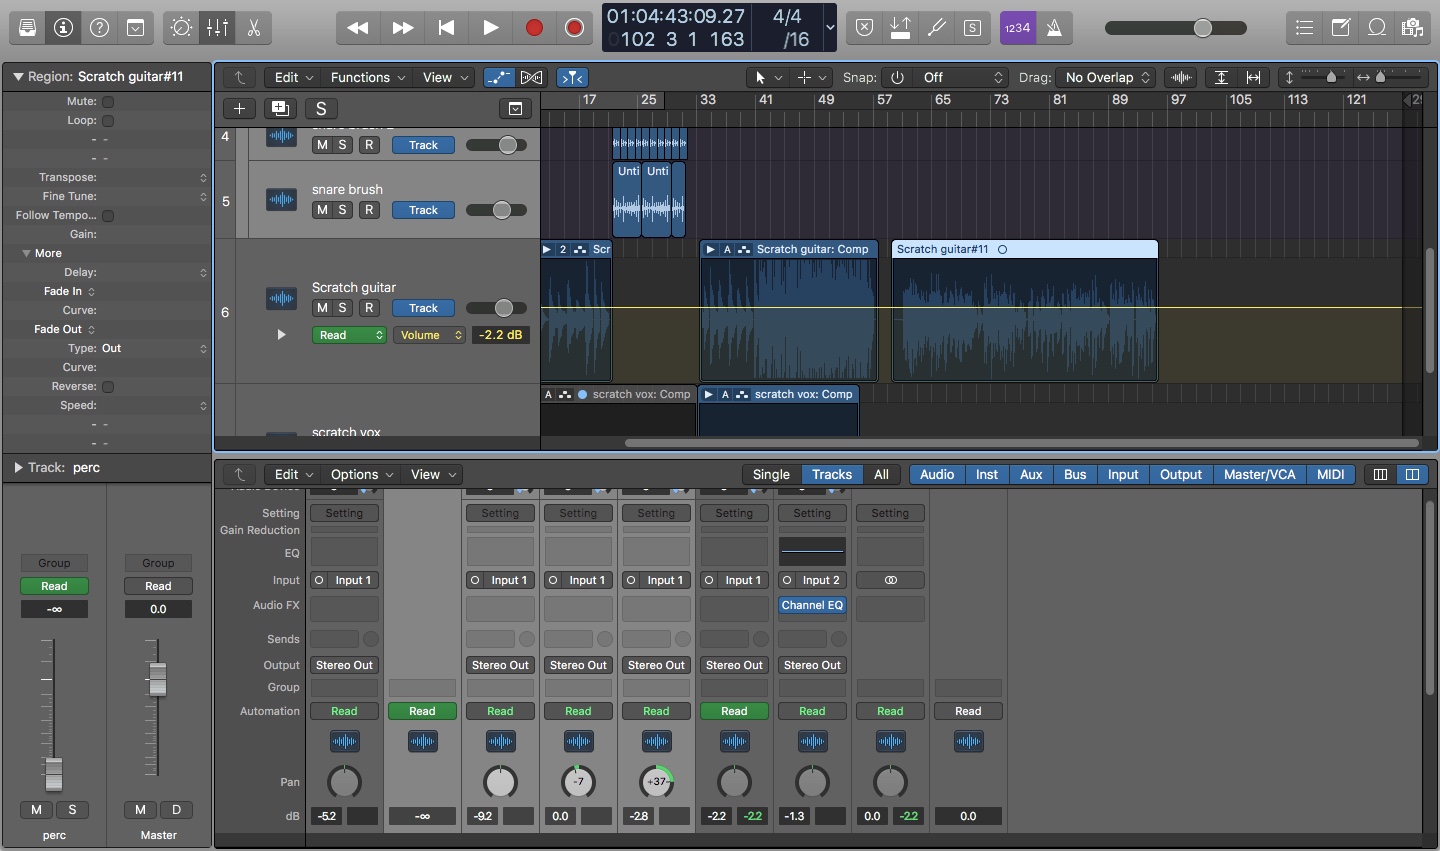 01:04:43:09.27
102 3 1 163
4/4
/16
S
1234
Region: Scratch guitar#11
Mute:
Loop:
- -
- -
Transpose:
Fine Tune:
Follow Tempo...
Gain:
More
Delay:
Fade In
Curve:
Fade Out
Type: Out
Curve:
Reverse:
Speed:
- -
- -
Track: perc
Group
Read
-∞
M S
perc
Group
Read
0.0
M D
Master
Edit Functions View
Snap: Off
Drag: No Overlap
S
17 25 33 41 49 57 65 73 81 89 97 105 113 121
4
M S R Track
5
snare brush
M S R Track
Unti Unti
6
Scratch guitar
M S R Track
Read Volume -2.2 dB
2 Scr
A Scratch guitar: Comp
Scratch guitar#11
scratch vox
A scratch vox: Comp
A scratch vox: Comp
Edit Options View
Single Tracks All
Audio Inst Aux Bus Input Output Master/VCA MIDI
Setting Setting Setting Setting Setting Setting Setting Setting
Gain Reduction
EQ
Input Input 1 Input 1 Input 1 Input 1 Input 1 Input 2
Audio FX Channel EQ
Sends
Output Stereo Out Stereo Out Stereo Out Stereo Out Stereo Out Stereo Out
Group
Automation Read Read Read Read Read Read Read Read Read
Pan -7 +37
dB -5.2 -∞ -9.2 0.0 -2.8 -2.2 -2.2 -1.3 0.0 -2.2 0.0